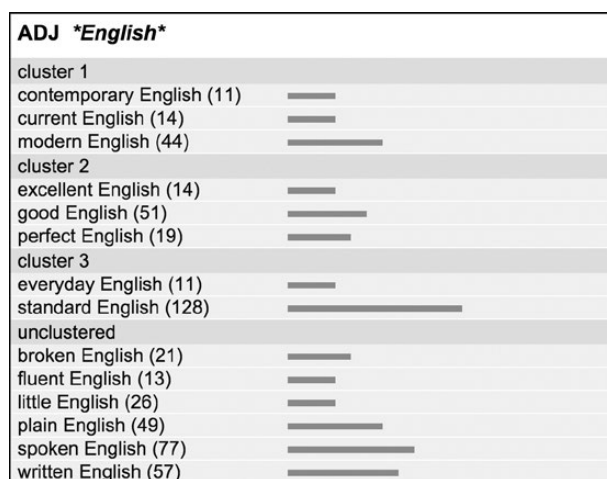 ADJ *English*
cluster 1
contemporary English (11)
current English (14)
modern English (44)
cluster 2
excellent English (14)
good English (51)
perfect English (19)
cluster 3
everyday English (11)
standard English (128)
unclustered
broken English (21)
fluent English (13)
little English (26)
plain English (49)
spoken English (77)
written English (57)